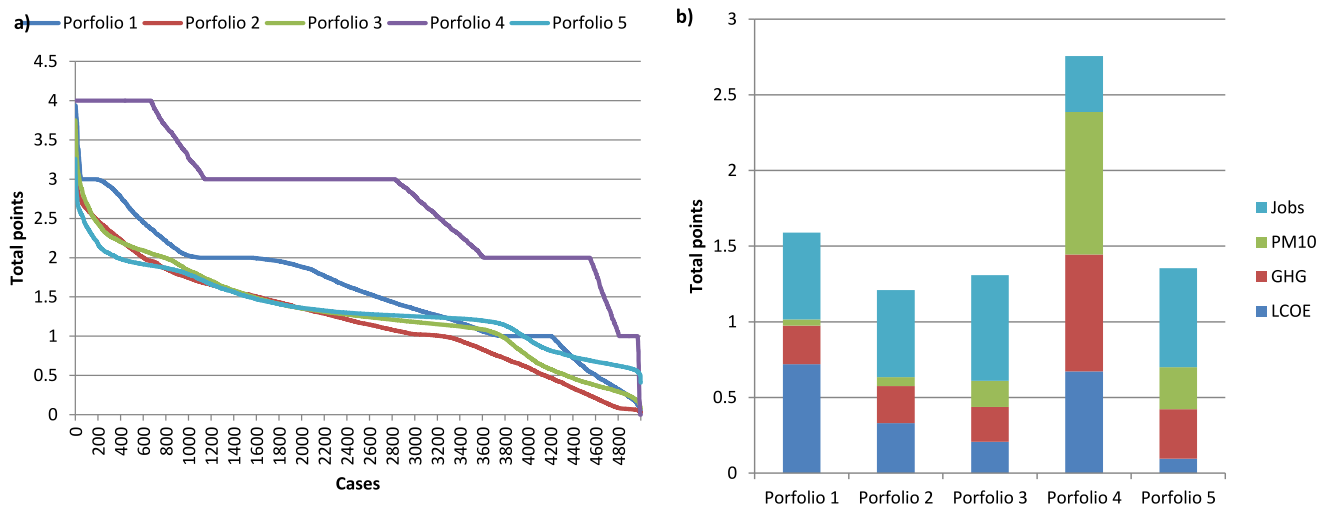 a) Porfolio 1 Porfolio 2 Porfolio 3 Porfolio 4 Porfolio 5
4.5
4
3.5
3
2.5
2
1.5
1
0.5
0
Total points
0 200 400 600 800 1000 1200 1400 1600 1800 2000 2200 2400 2600 2800 3000 3200 3400 3600 3800 4000 4200 4400 4600 4800
Cases
b)
3
2.5
2
1.5
1
0.5
0
Total points
Porfolio 1 Porfolio 2 Porfolio 3 Porfolio 4 Porfolio 5
Jobs
PM10
GHG
LCOE